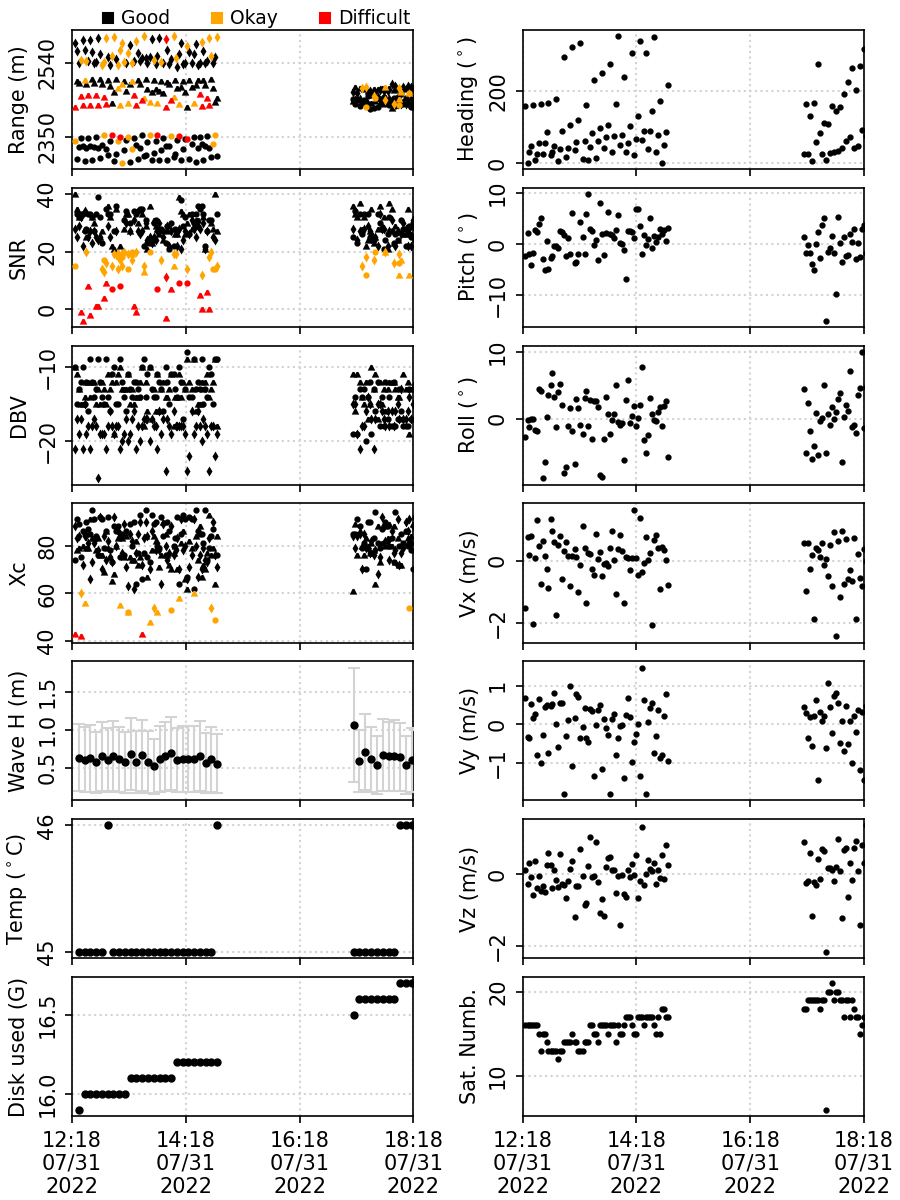 Good Okay Difficult
Range (m)
2540
2350
Heading (°)
200
0
SNR
40
20
0
Pitch (°)
10
0
−10
DBV
−10
−20
Roll (°)
10
0
Xc
80
60
40
Vx (m/s)
0
−2
Wave H (m)
1.5
1.0
0.5
Vy (m/s)
1
0
−1
Temp (°C)
46
45
Vz (m/s)
0
−2
Disk used (G)
16.5
16.0
Sat. Numb.
20
10
12:18 14:18 16:18 18:18 12:18 14:18 16:18 18:18
07/31 07/31 07/31 07/31 07/31 07/31 07/31 07/31
2022 2022 2022 2022 2022 2022 2022 2022